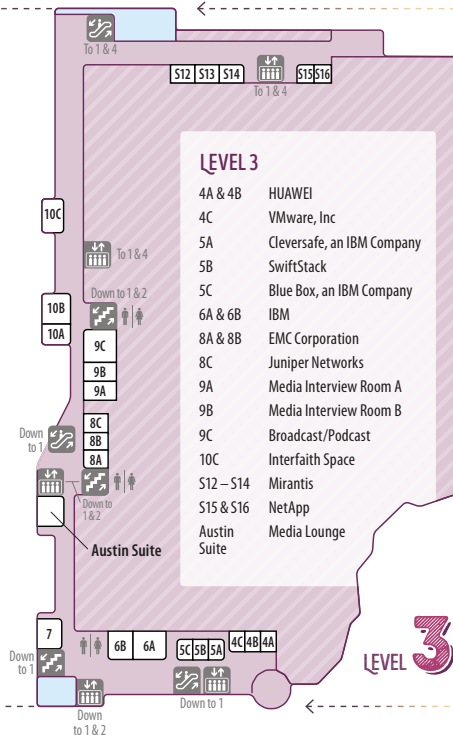 To 1 & 4
S12 S13 S14
S15 S16
To 1 & 4
LEVEL 3
4A & 4B HUAWEI
4C VMware, Inc
5A Cleversafe, an IBM Company
5B SwiftStack
5C Blue Box, an IBM Company
6A & 6B IBM
8A & 8B EMC Corporation
8C Juniper Networks
9A Media Interview Room A
9B Media Interview Room B
9C Broadcast/Podcast
10C Interfaith Space
S12 – S14 Mirantis
S15 & S16 NetApp
Austin Media Lounge
Suite
10C
To 1 & 4
Down to 1 & 2
10B
10A
9C
9B
9A
8C
8B
8A
Down
to 1
Down to
1 & 2
Austin Suite
7
Down
to 1
6B 6A
5C 5B 5A
4C 4B 4A
Down to 1
Down
to 1 & 2
LEVEL 3